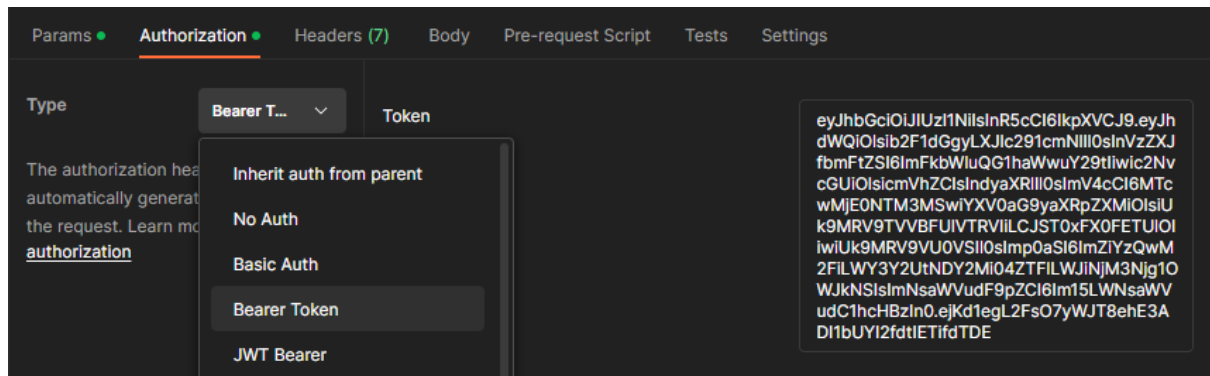 Params
Authorization
Headers (7)
Body
Pre-request Script
Tests
Settings
Type
Bearer T...
Token
The authorization hea
automatically generat
the request. Learn mo
authorization
Inherit auth from parent
No Auth
Basic Auth
Bearer Token
JWT Bearer
eyJhbGciOiJIUzI1NiIsInR5cCI6IkpXVCJ9.eyJh
dWQiOlsib2F1dGgyLXJlc291cmNlIl0sInVzZXJ
fbmFtZSI6ImFkbWluQG1haWwuY29tIiwic2Nv
cGUiOlsicmVhZCIsIndyaXRlIl0sImV4cCI6MTc
wMjE0NTM3MSwiYXV0aG9yaXRpZXMiOlsiU
k9MRV9TVVBFUlVTRVIiLCJST0xFX0FETUlOI
iwiUk9MRV9VU0VSIl0sImp0aSI6ImZiYzQwM
2FiLWY3Y2UtNDY2Mi04ZTFlLWJiNjM3Njg1O
WJkNSIsImNsaWVudF9pZCI6Im15LWNsaWV
udC1hcHBzIn0.ejKd1egL2FsO7yWJT8ehE3A
DI1bUYI2fdtIETifdTDE